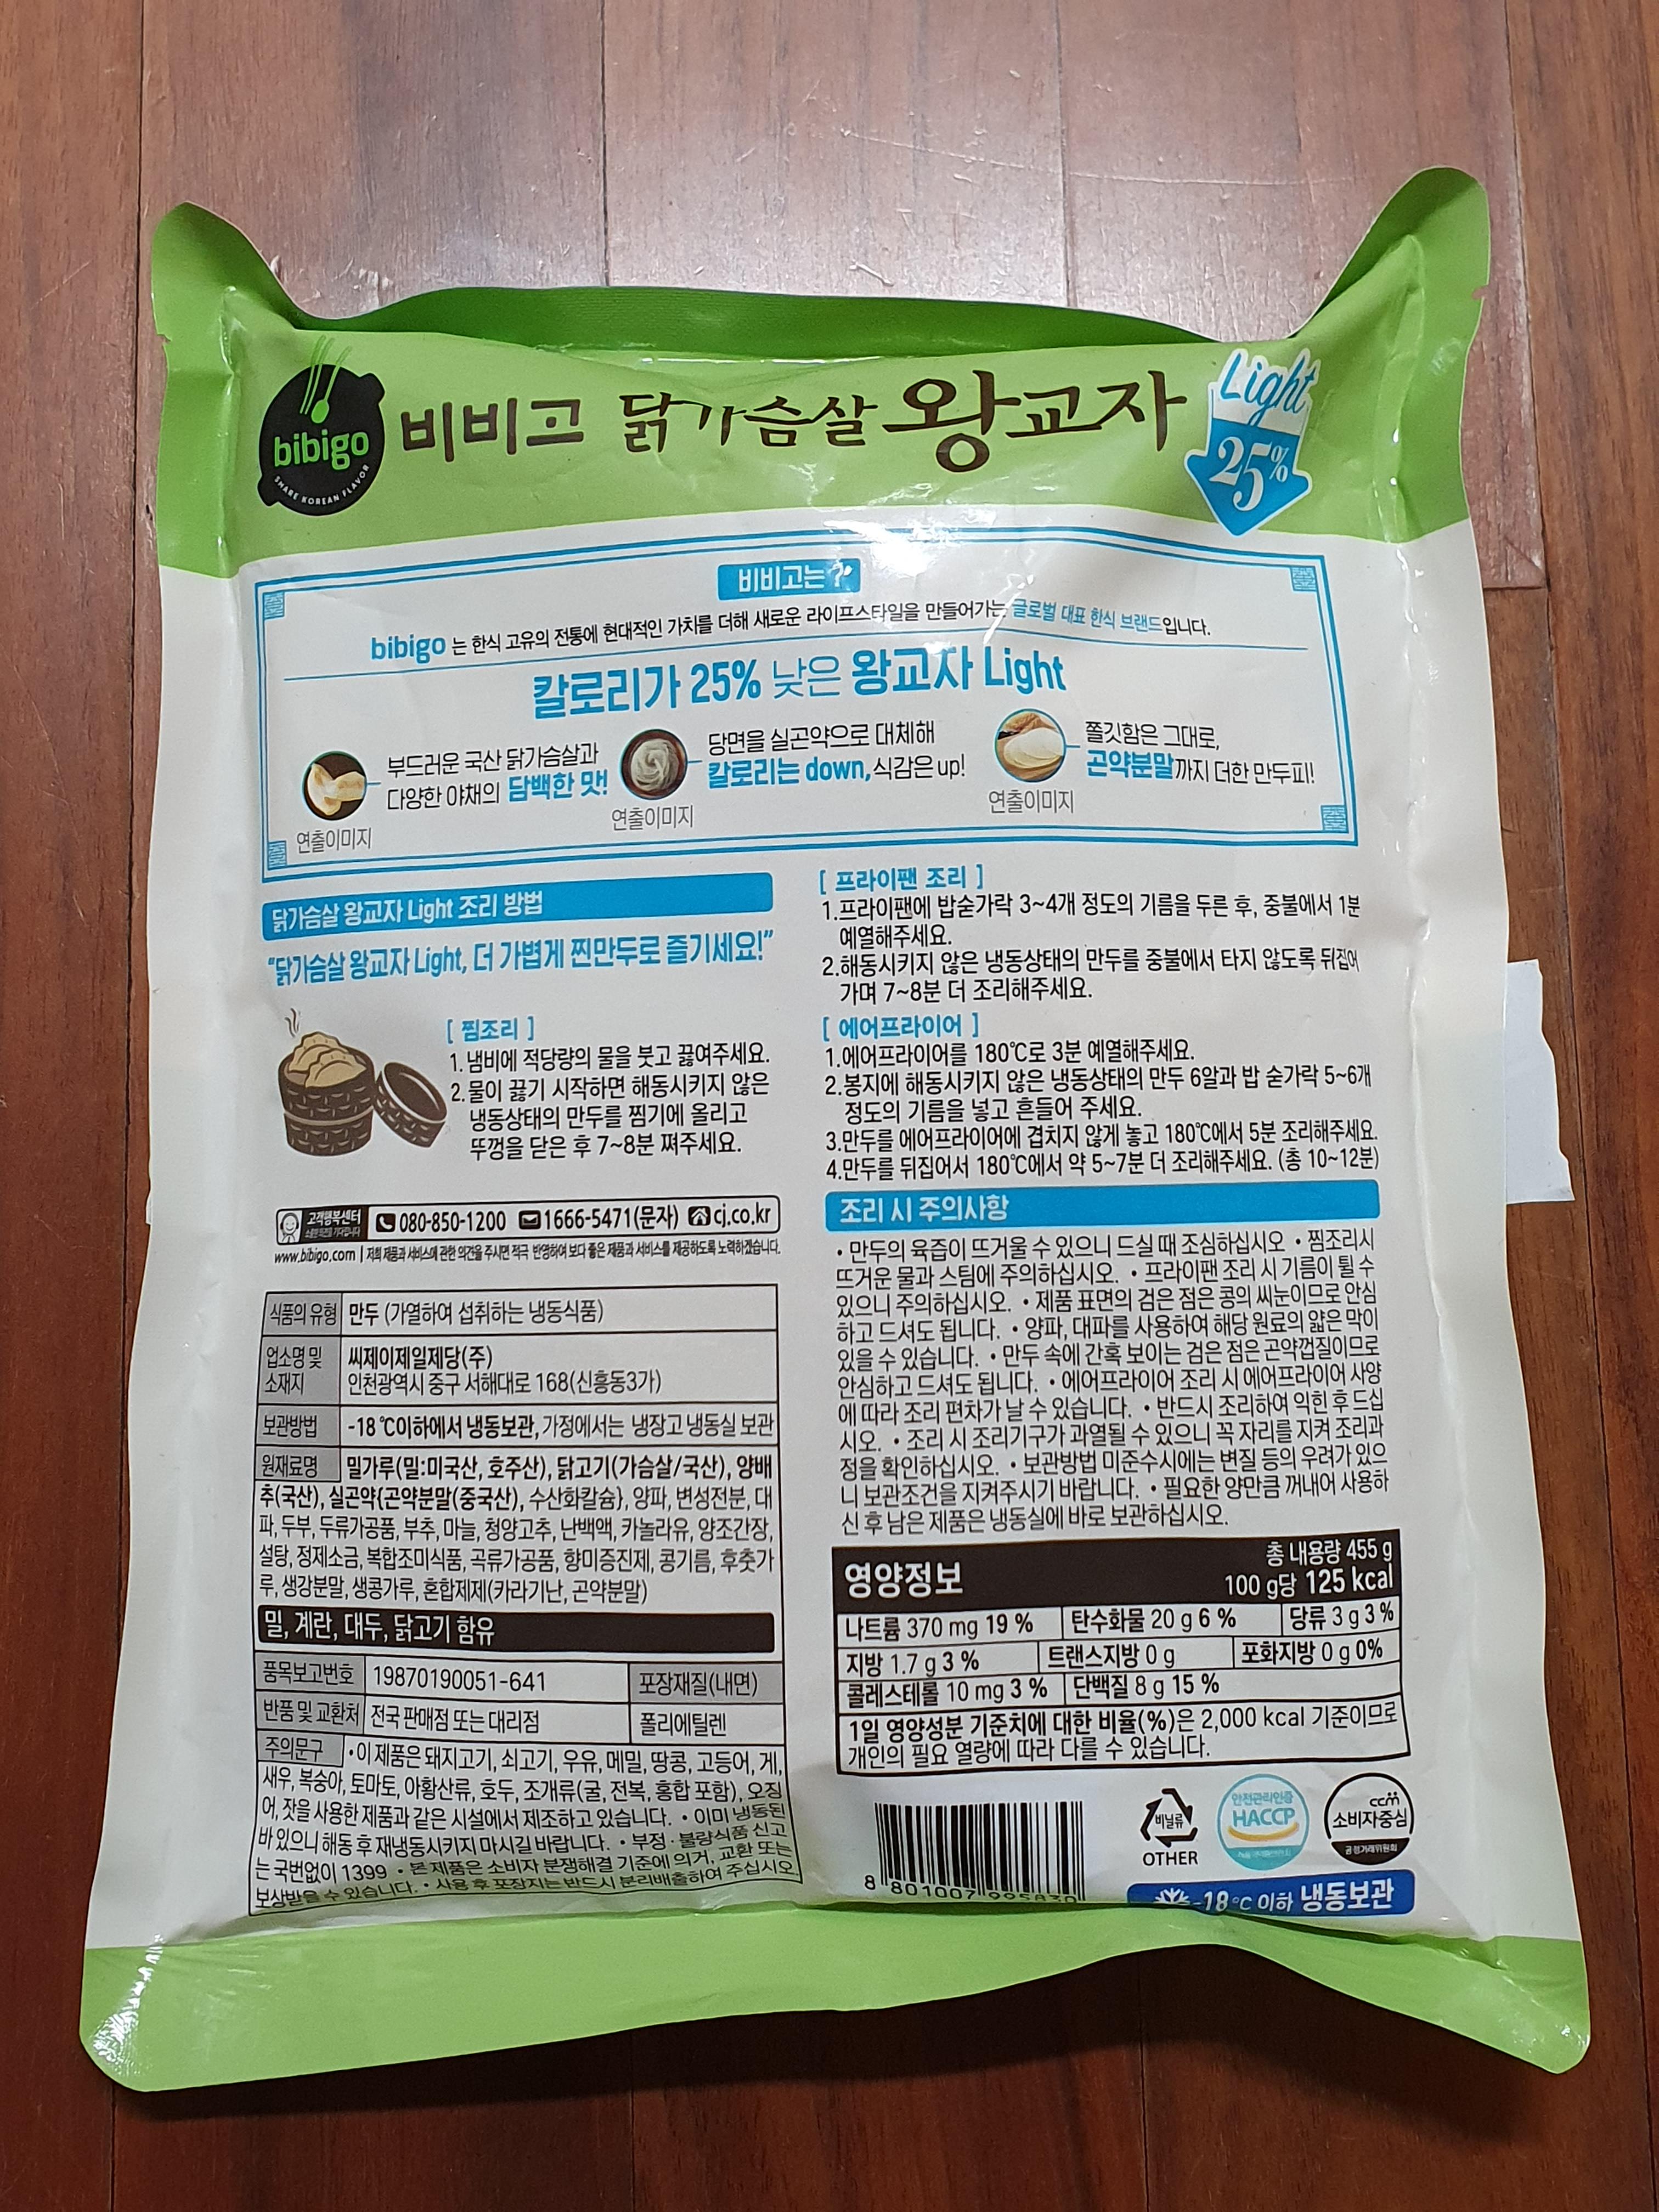 bibigo
SHARE KOREAN FLAVOR
비비고 닭가슴살 왕교자
Light
25%
비비고는?
bibigo 는 한식 고유의 전통에 현대적인 가치를 더해 새로운 라이프스타일을 만들어가는 글로벌 대표 한식 브랜드입니다.
칼로리가 25% 낮은 왕교자 Light
부드러운 국산 닭가슴살과
다양한 야채의 담백한 맛!
연출이미지
당면을 실곤약으로 대체해
칼로리는 down, 식감은 up!
연출이미지
쫄깃함은 그대로,
곤약분말까지 더한 만두피!
연출이미지
닭가슴살 왕교자 Light 조리 방법
“닭가슴살 왕교자 Light, 더 가볍게 찐만두로 즐기세요!”
[ 찜조리 ]
1. 냄비에 적당량의 물을 붓고 끓여주세요.
2. 물이 끓기 시작하면 해동시키지 않은
냉동상태의 만두를 찜기에 올리고
뚜껑을 닫은 후 7~8분 쪄주세요.
[ 프라이팬 조리 ]
1.프라이팬에 밥숟가락 3~4개 정도의 기름을 두른 후, 중불에서 1분
예열해주세요.
2.해동시키지 않은 냉동상태의 만두를 중불에서 타지 않도록 뒤집어
가며 7~8분 더 조리해주세요.
[ 에어프라이어 ]
1.에어프라이어를 180℃로 3분 예열해주세요.
2.봉지에 해동시키지 않은 냉동상태의 만두 6알과 밥 숟가락 5~6개
정도의 기름을 넣고 흔들어 주세요.
3.만두를 에어프라이어에 겹치지 않게 놓고 180℃에서 5분 조리해주세요.
4.만두를 뒤집어서 180℃에서 약 5~7분 더 조리해주세요. (총 10~12분)
고객행복센터
080-850-1200 1666-5471(문자) cj.co.kr
www.bibigo.com | 저희 제품과 서비스에 관한 의견을 주시면 적극 반영하여 보다 좋은 제품과 서비스를 제공하도록 노력하겠습니다.
식품의 유형 만두 (가열하여 섭취하는 냉동식품)
업소명 및 소재지 씨제이제일제당(주)
인천광역시 중구 서해대로 168(신흥동3가)
보관방법 -18 ℃이하에서 냉동보관, 가정에서는 냉장고 냉동실 보관
원재료명 밀가루(밀:미국산, 호주산), 닭고기(가슴살/국산), 양배
추(국산), 실곤약{곤약분말(중국산), 수산화칼슘}, 양파, 변성전분, 대
파, 두부, 두류가공품, 부추, 마늘, 청양고추, 난백액, 카놀라유, 양조간장,
설탕, 정제소금, 복합조미식품, 곡류가공품, 향미증진제, 콩기름, 후춧가
루, 생강분말, 생콩가루, 혼합제제(카라기난, 곤약분말)
밀, 계란, 대두, 닭고기 함유
품목보고번호 19870190051-641 포장재질(내면)
반품 및 교환처 전국 판매점 또는 대리점 폴리에틸렌
주의문구 • 이 제품은 돼지고기, 쇠고기, 우유, 메밀, 땅콩, 고등어, 게,
새우, 복숭아, 토마토, 아황산류, 호두, 조개류(굴, 전복, 홍합 포함), 오징
어, 잣을 사용한 제품과 같은 시설에서 제조하고 있습니다. • 이미 냉동된
바 있으니 해동 후 재냉동시키지 마시길 바랍니다. • 부정·불량식품 신고
는 국번없이 1399 • 본 제품은 소비자 분쟁해결 기준에 의거, 교환 또는
보상받을 수 있습니다. • 사용 후 포장지는 반드시 분리배출하여 주십시오.
조리 시 주의사항
• 만두의 육즙이 뜨거울 수 있으니 드실 때 조심하십시오 • 찜조리시
뜨거운 물과 스팀에 주의하십시오. • 프라이팬 조리 시 기름이 튈 수
있으니 주의하십시오. • 제품 표면의 검은 점은 콩의 씨눈이므로 안심
하고 드셔도 됩니다. • 양파, 대파를 사용하여 해당 원료의 얇은 막이
있을 수 있습니다. • 만두 속에 간혹 보이는 검은 점은 곤약껍질이므로
안심하고 드셔도 됩니다. • 에어프라이어 조리 시 에어프라이어 사양
에 따라 조리 편차가 날 수 있습니다. • 반드시 조리하여 익힌 후 드십
시오. • 조리 시 조리기구가 과열될 수 있으니 꼭 자리를 지켜 조리과
정을 확인하십시오. • 보관방법 미준수시에는 변질 등의 우려가 있으
니 보관조건을 지켜주시기 바랍니다. • 필요한 양만큼 꺼내어 사용하
신 후 남은 제품은 냉동실에 바로 보관하십시오.
영양정보
총 내용량 455 g
100 g당 125 kcal
나트륨 370 mg 19 % 탄수화물 20 g 6 % 당류 3 g 3 %
지방 1.7 g 3 % 트랜스지방 0 g 포화지방 0 g 0%
콜레스테롤 10 mg 3 % 단백질 8 g 15 %
1일 영양성분 기준치에 대한 비율(%)은 2,000 kcal 기준이므로
개인의 필요 열량에 따라 다를 수 있습니다.
8 801007 995830
비닐류
OTHER
안전관리인증
HACCP
ccm
소비자중심
공정거래위원회
-18℃ 이하 냉동보관